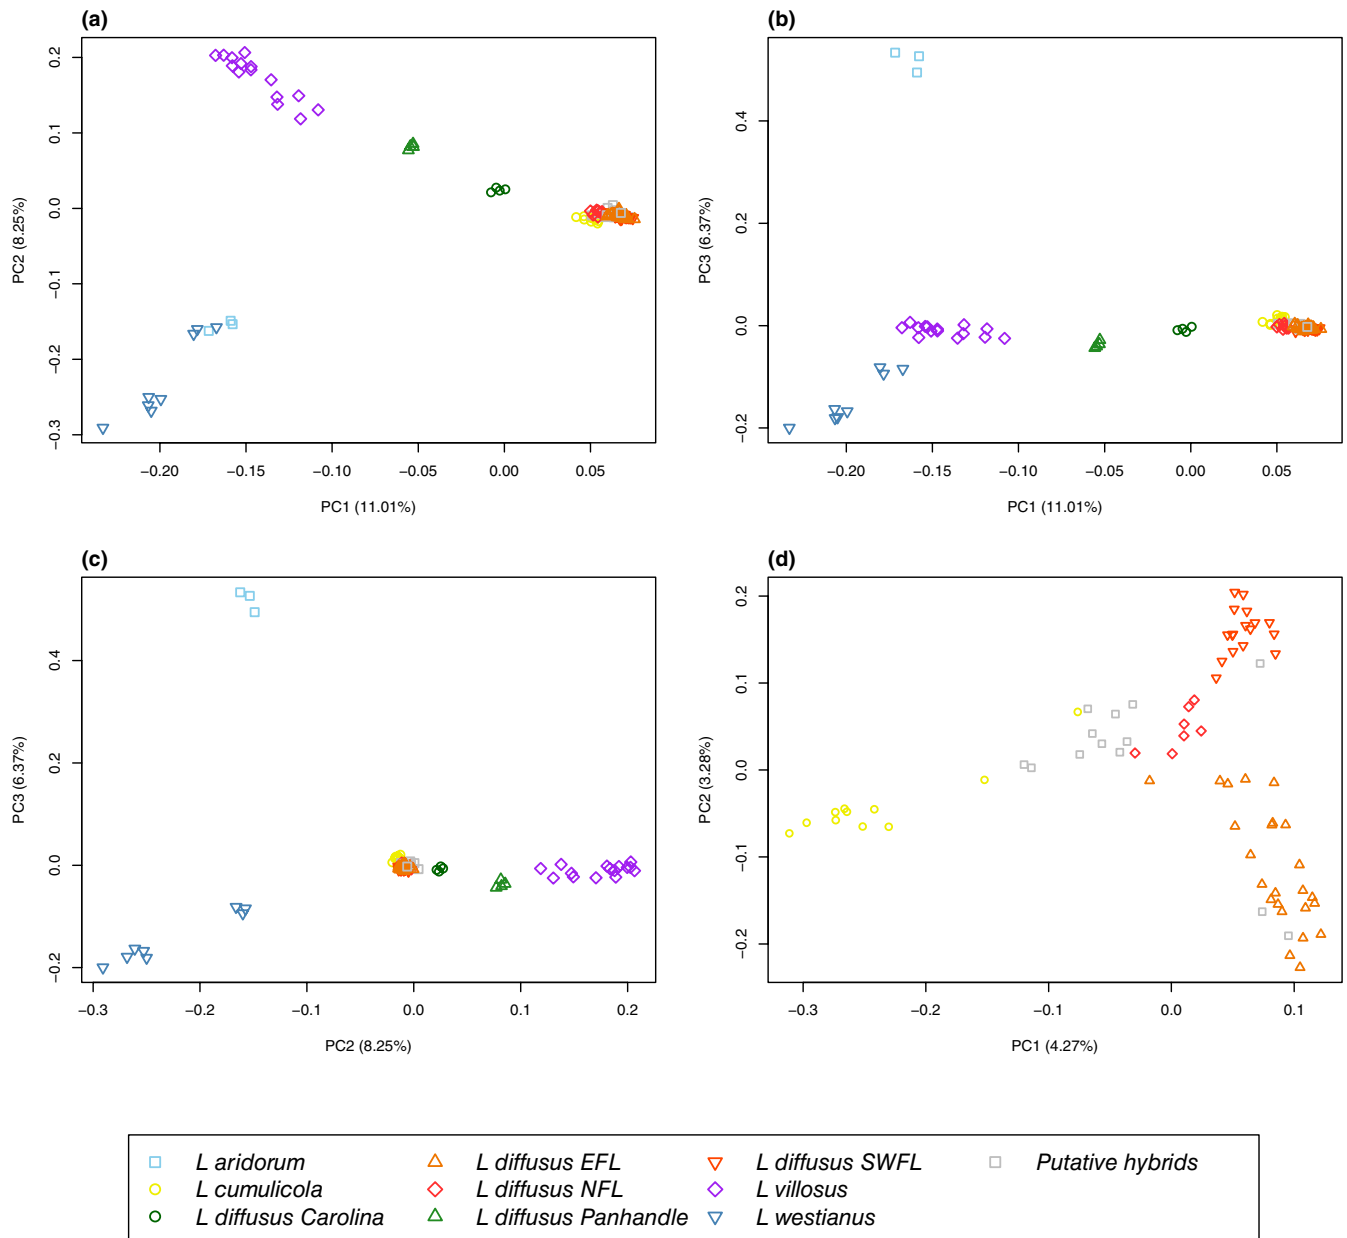 (a)
0.2
0.1
0.0
−0.1
−0.2
−0.3
PC2 (8.25%)
−0.20 −0.15 −0.10 −0.05 0.00 0.05
PC1 (11.01%)
(b)
0.4
0.2
0.0
−0.2
PC3 (6.37%)
−0.20 −0.15 −0.10 −0.05 0.00 0.05
PC1 (11.01%)
(c)
0.4
0.2
0.0
−0.2
PC3 (6.37%)
−0.3 −0.2 −0.1 0.0 0.1 0.2
PC2 (8.25%)
(d)
0.2
0.1
0.0
−0.1
−0.2
PC2 (3.28%)
−0.3 −0.2 −0.1 0.0 0.1
PC1 (4.27%)
L aridorum
L cumulicola
L diffusus Carolina
L diffusus EFL
L diffusus NFL
L diffusus Panhandle
L diffusus SWFL
L villosus
L westianus
Putative hybrids